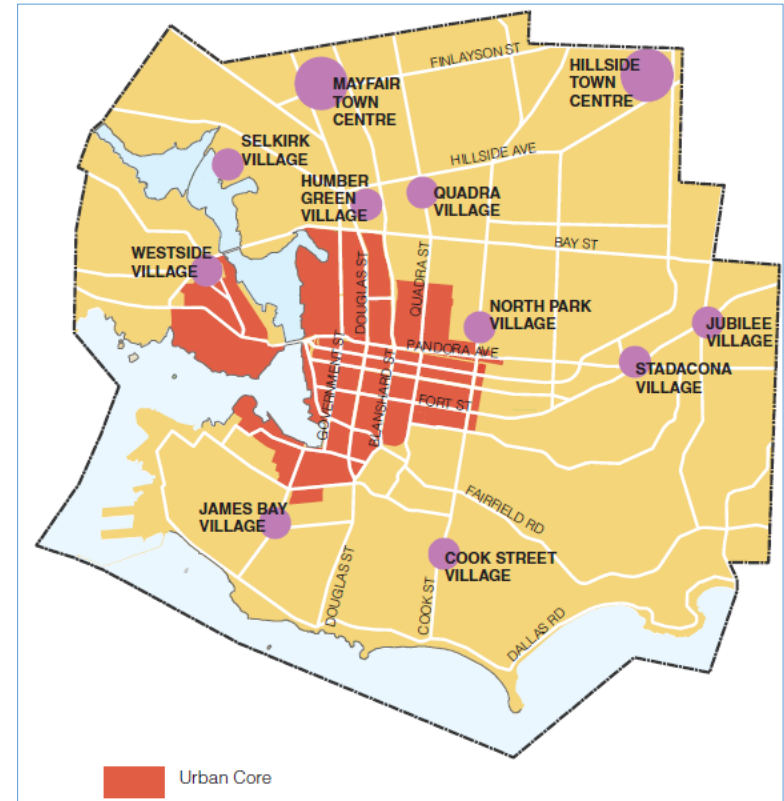 FINLAYSON ST
MAYFAIR
TOWN
CENTRE
HILLSIDE
TOWN
CENTRE
SELKIRK
VILLAGE
HILLSIDE AVE
HUMBER
GREEN
VILLAGE
QUADRA
VILLAGE
BAY ST
WESTSIDE
VILLAGE
DOUGLAS ST
QUADRA ST
NORTH PARK
VILLAGE
JUBILEE
VILLAGE
PANDORA AVE
STADACONA
VILLAGE
GOVERNMENT ST
BLANSHARD ST
FORT ST
JAMES BAY
VILLAGE
FAIRFIELD RD
COOK STREET
VILLAGE
DOUGLAS ST
COOK ST
DALLAS RD
Urban Core